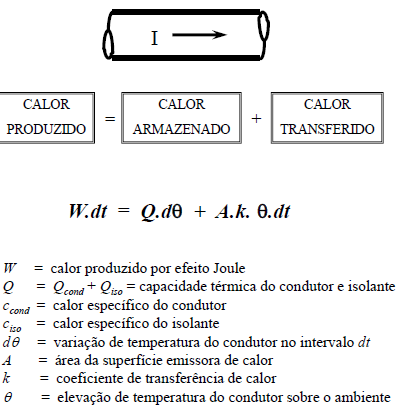 I
CALOR PRODUZIDO = CALOR ARMAZENADO + CALOR TRANSFERIDO
W.dt = Q.dθ + A.k. θ.dt
W = calor produzido por efeito Joule
Q = Qcond + Qiso = capacidade térmica do condutor e isolante
ccond = calor específico do condutor
ciso = calor específico do isolante
dθ = variação de temperatura do condutor no intervalo dt
A = área da superfície emissora de calor
k = coeficiente de transferência de calor
θ = elevação de temperatura do condutor sobre o ambiente